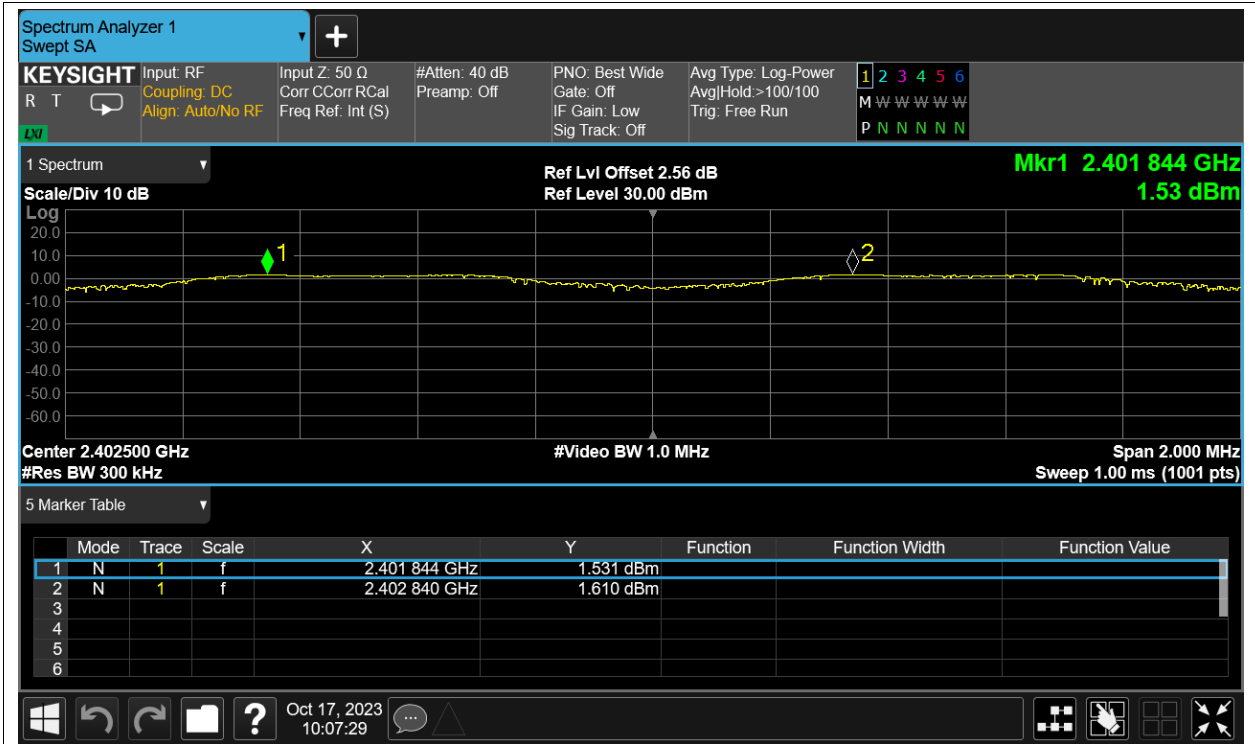 Spectrum Analyzer 1
Swept SA
+
KEYSIGHT
R T
LXI
Input: RF
Coupling: DC
Align: Auto/No RF
Input Z: 50 Ω
Corr CCorr RCal
Freq Ref: Int (S)
#Atten: 40 dB
Preamp: Off
PNO: Best Wide
Gate: Off
IF Gain: Low
Sig Track: Off
Avg Type: Log-Power
Avg|Hold:>100/100
Trig: Free Run
1 2 3 4 5 6
M W W W W W
P N N N N N
1 Spectrum
Scale/Div 10 dB
Ref Lvl Offset 2.56 dB
Ref Level 30.00 dBm
Mkr1 2.401 844 GHz
1.53 dBm
Log
20.0
10.0
0.00
-10.0
-20.0
-30.0
-40.0
-50.0
-60.0
1
2
Center 2.402500 GHz
#Res BW 300 kHz
#Video BW 1.0 MHz
Span 2.000 MHz
Sweep 1.00 ms (1001 pts)
5 Marker Table
Mode Trace Scale X Y Function Function Width Function Value
1 N 1 f 2.401 844 GHz 1.531 dBm
2 N 1 f 2.402 840 GHz 1.610 dBm
3
4
5
6
?
Oct 17, 2023
10:07:29